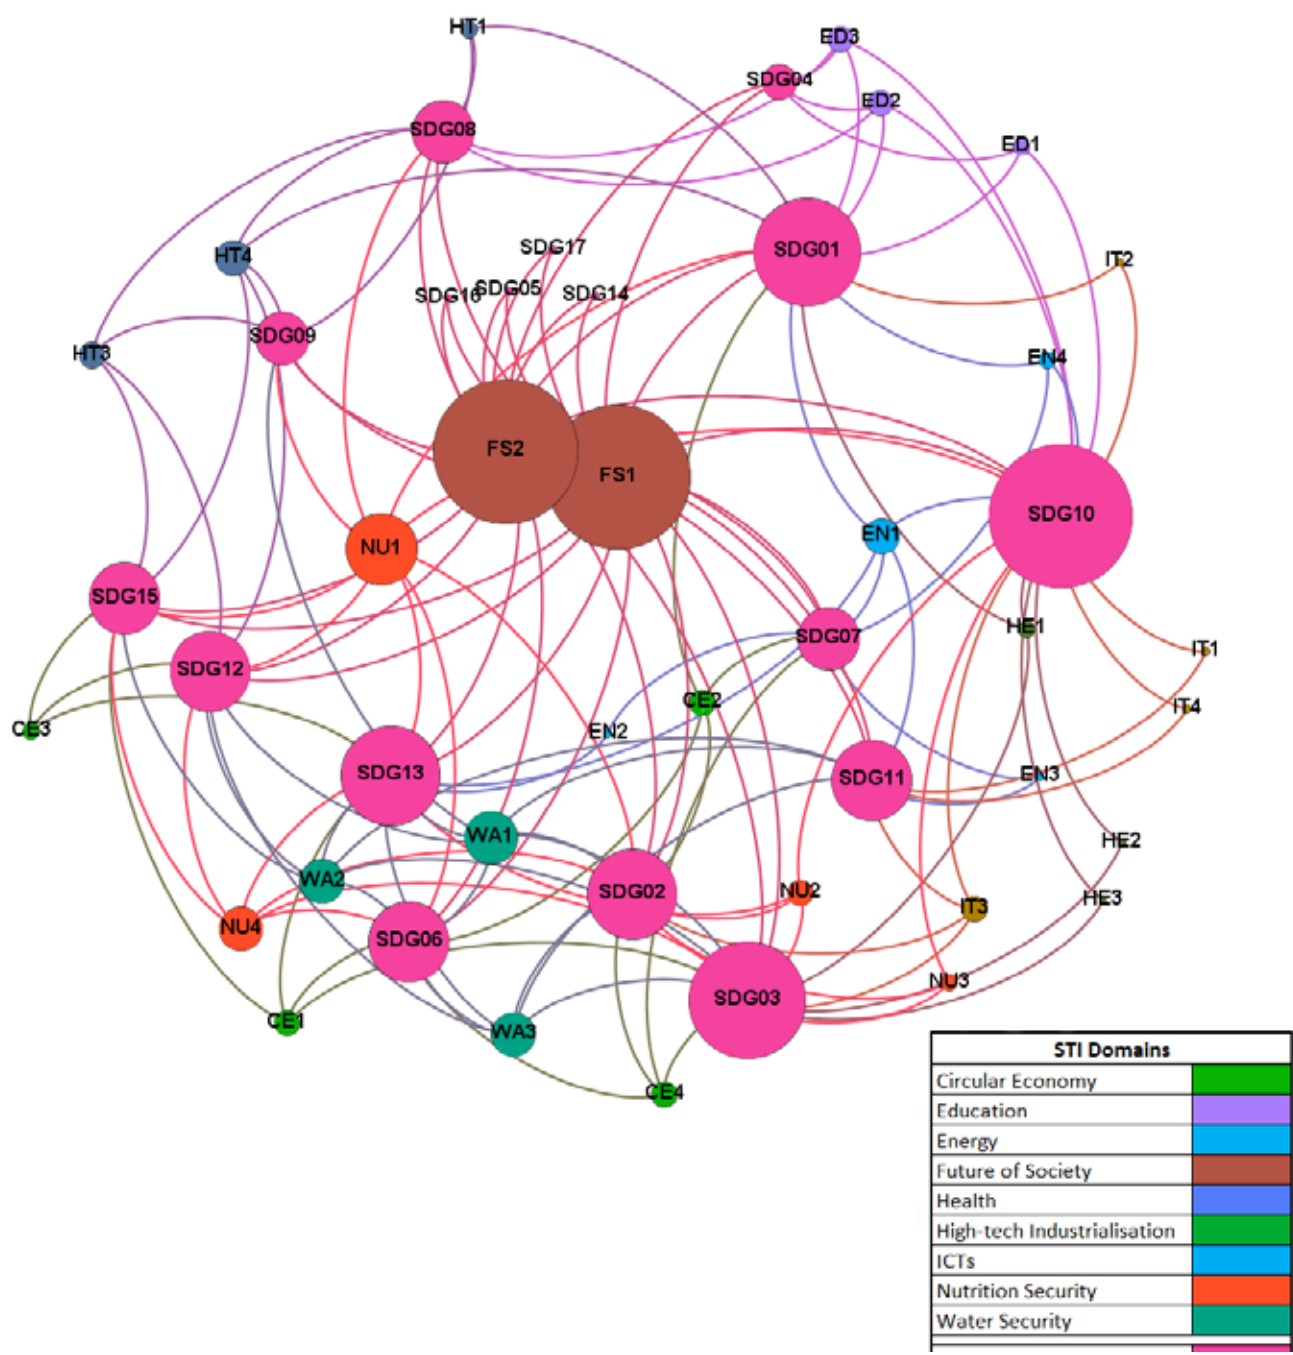 HT1
ED3
SDG04
ED2
SDG08
ED1
SDG01
SDG17
HT4
IT2
SDG16
SDG05
SDG14
SDG09
HT3
EN4
FS2
FS1
SDG10
EN1
NU1
SDG15
HE1
SDG07
IT1
SDG12
CE2
IT4
CE3
EN2
SDG13
SDG11
EN3
WA1
HE2
WA2
SDG02
NU2
HE3
IT3
NU4
SDG06
NU3
SDG03
CE1
WA3
CE4
STI Domains
Circular Economy
Education
Energy
Future of Society
Health
High-tech Industrialisation
ICTs
Nutrition Security
Water Security